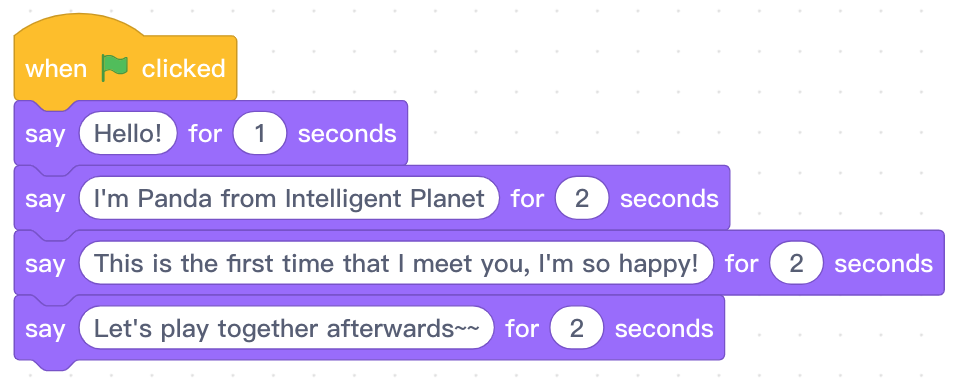 when clicked
say Hello! for 1 seconds
say I'm Panda from Intelligent Planet for 2 seconds
say This is the first time that I meet you, I'm so happy! for 2 seconds
say Let's play together afterwards~~ for 2 seconds